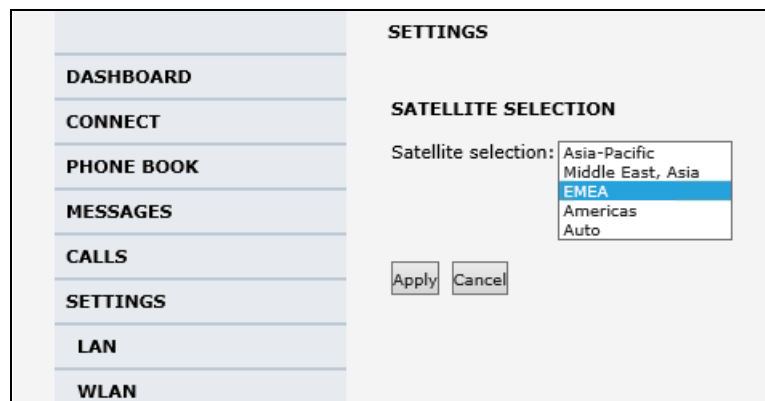 SETTINGS
DASHBOARD
CONNECT
PHONE BOOK
MESSAGES
CALLS
SETTINGS
LAN
WLAN
SATELLITE SELECTION
Satellite selection:
Asia-Pacific
Middle East, Asia
EMEA
Americas
Auto
Apply Cancel